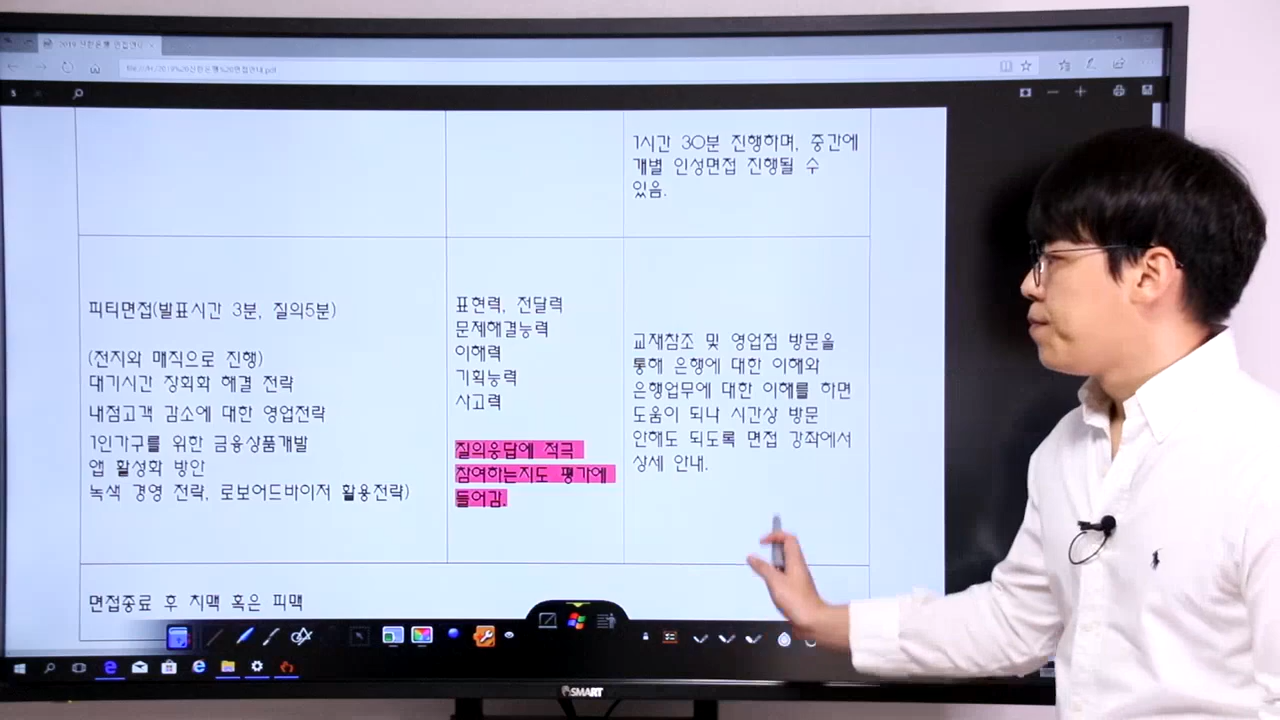 2019 신한은행 면접안내
1시간 30분 진행하며, 중간에
개별 인성면접 진행될 수
있음.
피티면접(발표시간 3분, 질의5분)
(전지와 매직으로 진행)
대기시간 장회화 해결 전략
내점고객 감소에 대한 영업전략
1인가구를 위한 금융상품개발
앱 활성화 방안
녹색 경영 전략, 로보어드바이저 활용전략)
표현력, 전달력
문제해결능력
이해력
기획능력
사고력
질의응답에 적극
참여하는지도 평가에
들어감.
교재참조 및 영업점 방문을
통해 은행에 대한 이해와
은행업무에 대한 이해를 하면
도움이 되나 시간상 방문
안해도 되도록 면접 강좌에서
상세 안내.
면접종료 후 치맥 혹은 피맥
SMART